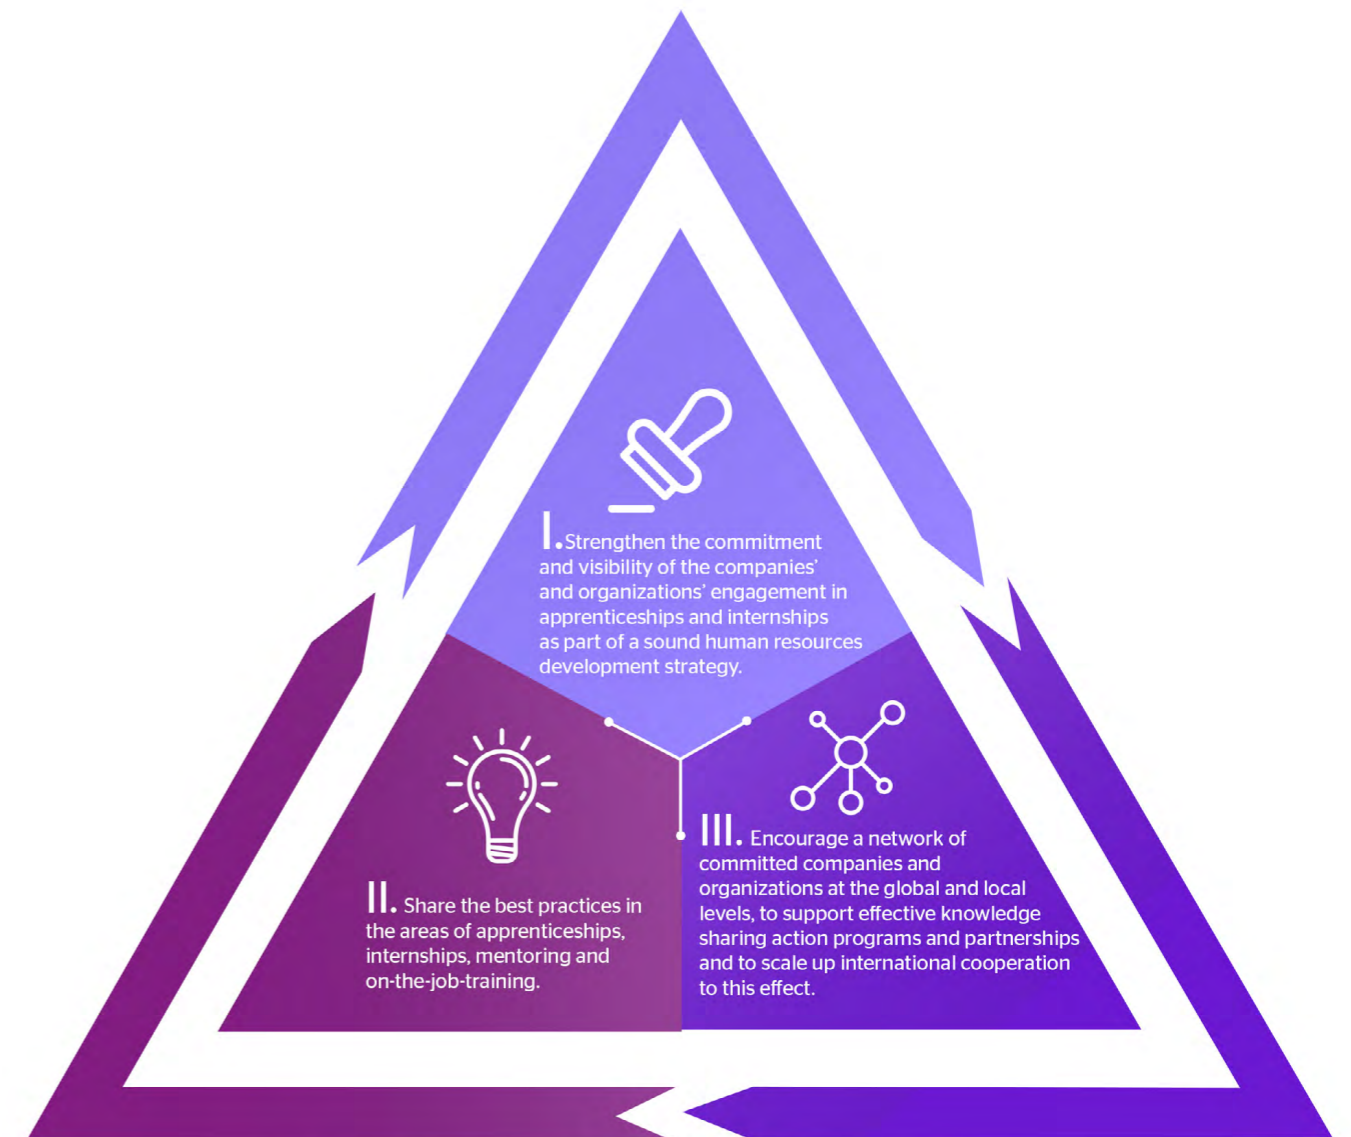 I. Strengthen the commitment
and visibility of the companies’
and organizations’ engagement in
apprenticeships and internships
as part of a sound human resources
development strategy.
II. Share the best practices in
the areas of apprenticeships,
internships, mentoring and
on-the-job-training.
III. Encourage a network of
committed companies and
organizations at the global and local
levels, to support effective knowledge
sharing action programs and partnerships
and to scale up international cooperation
to this effect.